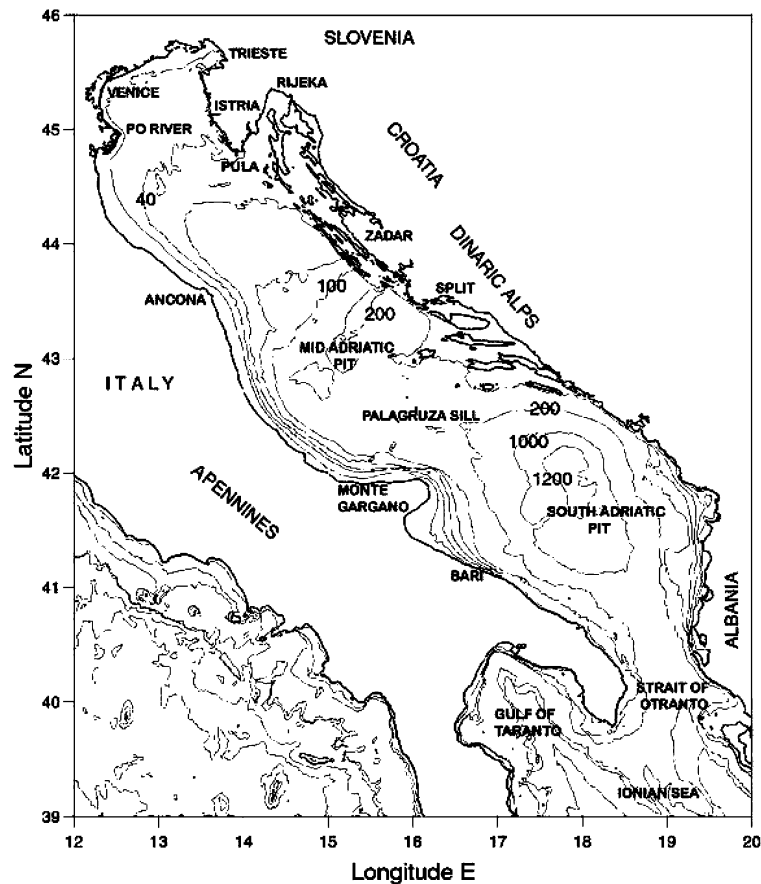 46
SLOVENIA
TRIESTE
RIJEKA
VENICE
ISTRIA
45
PO RIVER
CROATIA
PULA
40
44
ZADAR
DINARIC ALPS
100
SPLIT
ANCONA
200
MID ADRIATIC
PIT
43
ITALY
200
PALAGRUZA SILL
1000
1200
42
MONTE
GARGANO
APENNINES
SOUTH ADRIATIC
PIT
BARI
41
ALBANIA
STRAIT OF
OTRANTO
40
GULF OF
TARANTO
IONIAN SEA
39
12 13 14 15 16 17 18 19 20
Latitude N
Longitude E